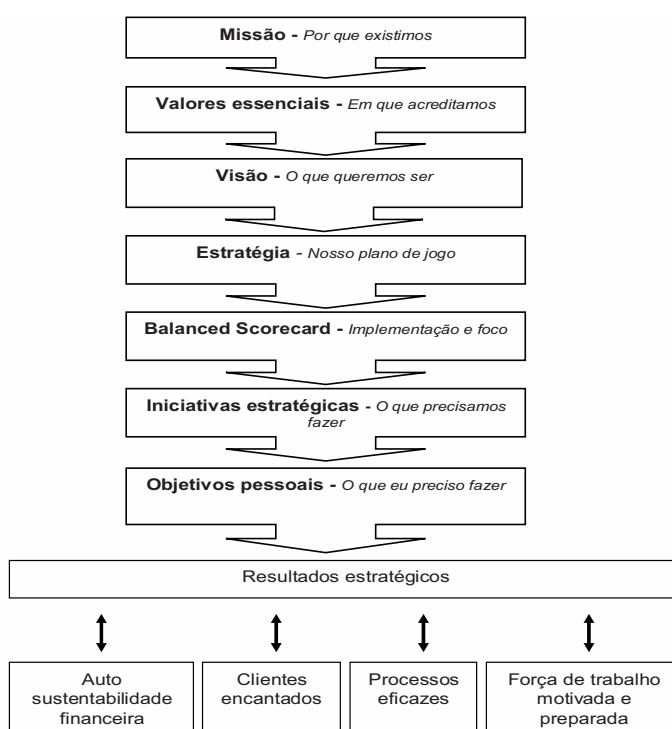 Missão - Por que existimos
Valores essenciais - Em que acreditamos
Visão - O que queremos ser
Estratégia - Nosso plano de jogo
Balanced Scorecard - Implementação e foco
Iniciativas estratégicas - O que precisamos
fazer
Objetivos pessoais - O que eu preciso fazer
Resultados estratégicos
Auto
sustentabilidade
financeira
Clientes
encantados
Processos
eficazes
Força de trabalho
motivada e
preparada